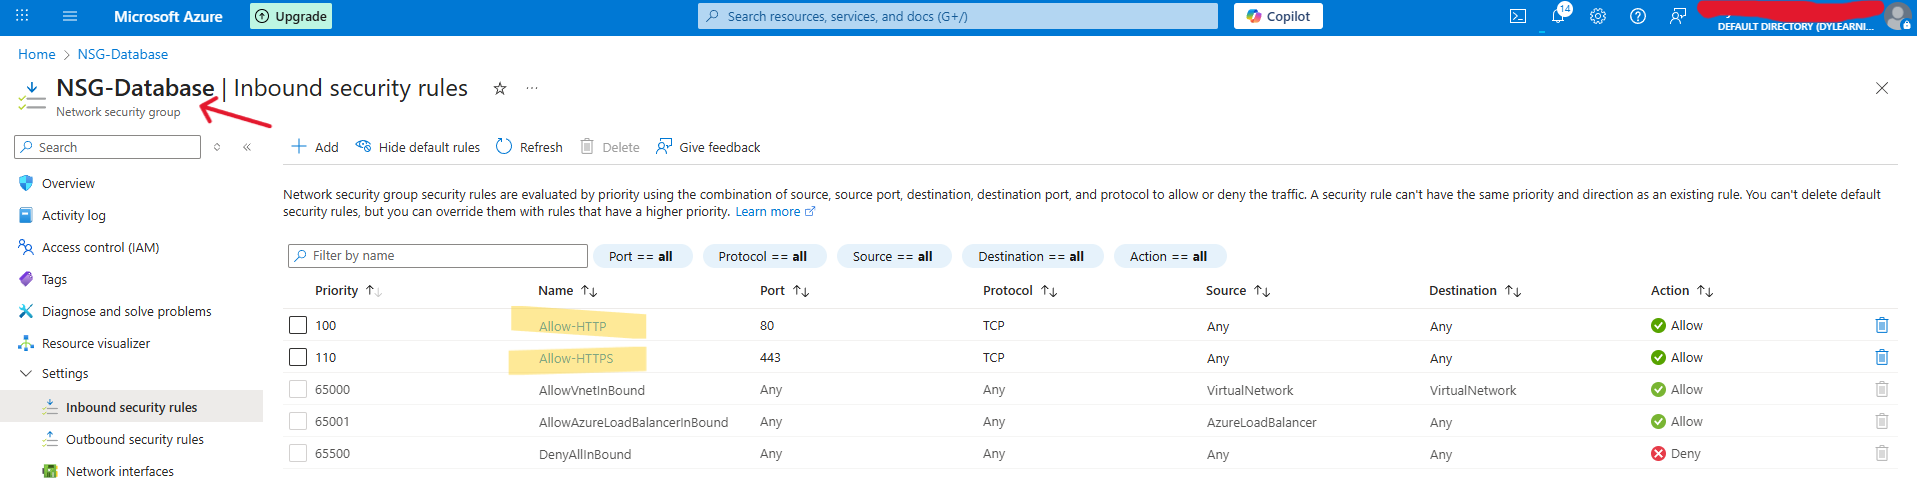 Microsoft Azure
Upgrade
Search resources, services, and docs (G+/)
Copilot
14
DEFAULT DIRECTORY (DYLEARNI...
Home > NSG-Database
NSG-Database | Inbound security rules
Network security group
Search
Add
Hide default rules
Refresh
Delete
Give feedback
Overview
Activity log
Access control (IAM)
Tags
Diagnose and solve problems
Resource visualizer
Settings
Inbound security rules
Outbound security rules
Network interfaces
Network security group security rules are evaluated by priority using the combination of source, source port, destination, destination port, and protocol to allow or deny the traffic. A security rule can't have the same priority and direction as an existing rule. You can't delete default
security rules, but you can override them with rules that have a higher priority. Learn more
Filter by name
Port == all
Protocol == all
Source == all
Destination == all
Action == all
Priority Name Port Protocol Source Destination Action
100 Allow-HTTP 80 TCP Any Any Allow
110 Allow-HTTPS 443 TCP Any Any Allow
65000 AllowVnetInBound Any Any VirtualNetwork VirtualNetwork Allow
65001 AllowAzureLoadBalancerInBound Any Any AzureLoadBalancer Any Allow
65500 DenyAllInBound Any Any Any Any Deny